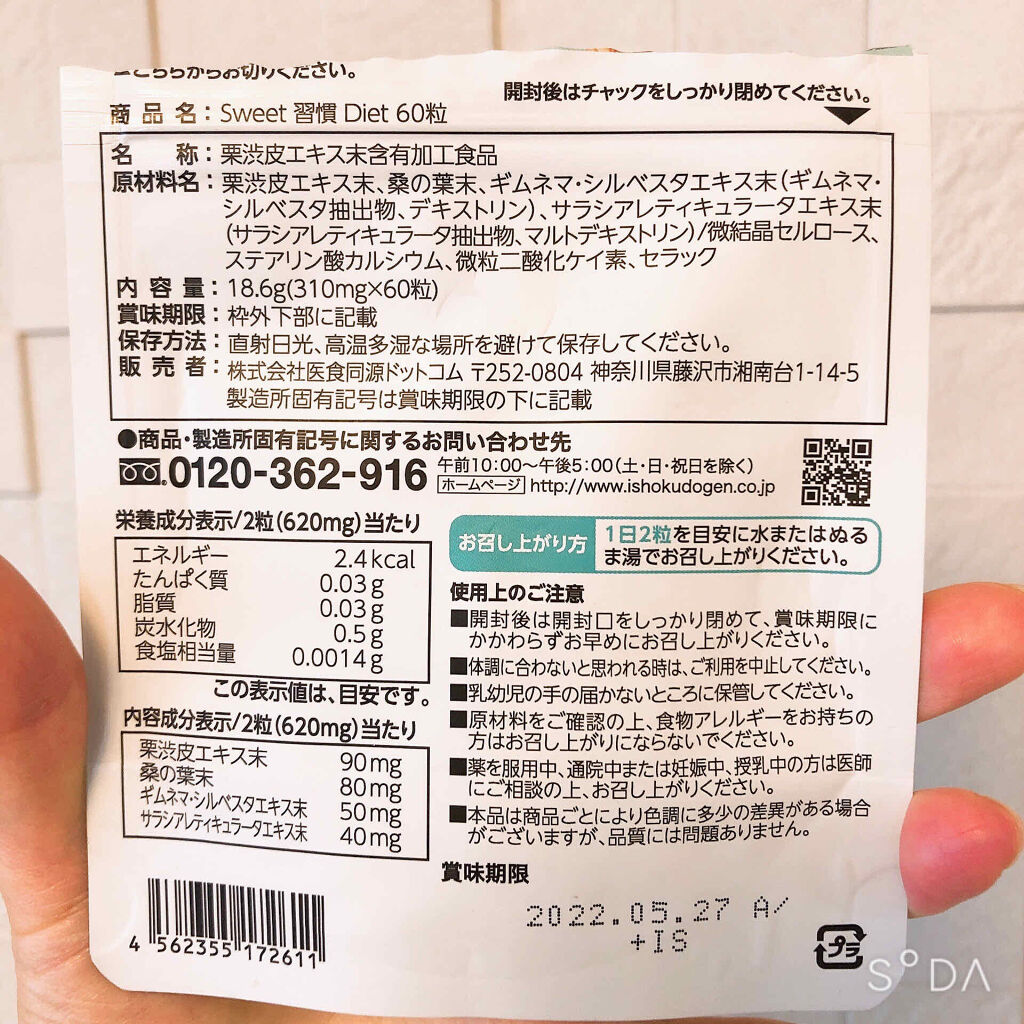 こちらからお切りください。
開封後はチャックをしっかり閉めてください。
商品名：Sweet 習慣 Diet 60粒
名称：栗渋皮エキス末含有加工食品
原材料名：栗渋皮エキス末、桑の葉末、ギムネマ・シルベスタエキス末（ギムネマ・
シルベスタ抽出物、デキストリン）、サラシアレティキュラータエキス末
（サラシアレティキュラータ抽出物、マルトデキストリン）/微結晶セルロース、
ステアリン酸カルシウム、微粒二酸化ケイ素、セラック
内容量：18.6g(310mg×60粒)
賞味期限：枠外下部に記載
保存方法：直射日光、高温多湿な場所を避けて保存してください。
販売者：株式会社医食同源ドットコム 〒252-0804 神奈川県藤沢市湘南台1-14-5
製造所固有記号は賞味期限の下に記載
●商品・製造所固有記号に関するお問い合わせ先
0120-362-916 午前10:00～午後5:00（土・日・祝日を除く）
ホームページ http://www.ishokudogen.co.jp
栄養成分表示/2粒(620mg)当たり
エネルギー 2.4kcal
たんぱく質 0.03g
脂質 0.03g
炭水化物 0.5g
食塩相当量 0.0014g
この表示値は、目安です。
内容成分表示/2粒(620mg)当たり
栗渋皮エキス末 90mg
桑の葉末 80mg
ギムネマ・シルベスタエキス末 50mg
サラシアレティキュラータエキス末 40mg
お召し上がり方
1日2粒を目安に水またはぬる
ま湯でお召し上がりください。
使用上のご注意
■開封後は開封口をしっかり閉めて、賞味期限に
かかわらずお早めにお召し上がりください。
■体調に合わないと思われる時は、ご利用を中止してください。
■乳幼児の手の届かないところに保管してください。
■原材料をご確認の上、食物アレルギーをお持ちの
方はお召し上がりにならないでください。
■薬を服用中、通院中または妊娠中、授乳中の方は医師
にご相談の上、お召し上がりください。
■本品は商品ごとにより色調に多少の差異がある場合
がございますが、品質には問題ありません。
賞味期限
2022.05.27 A/
+IS
4 562355 172611
プラ
SODA